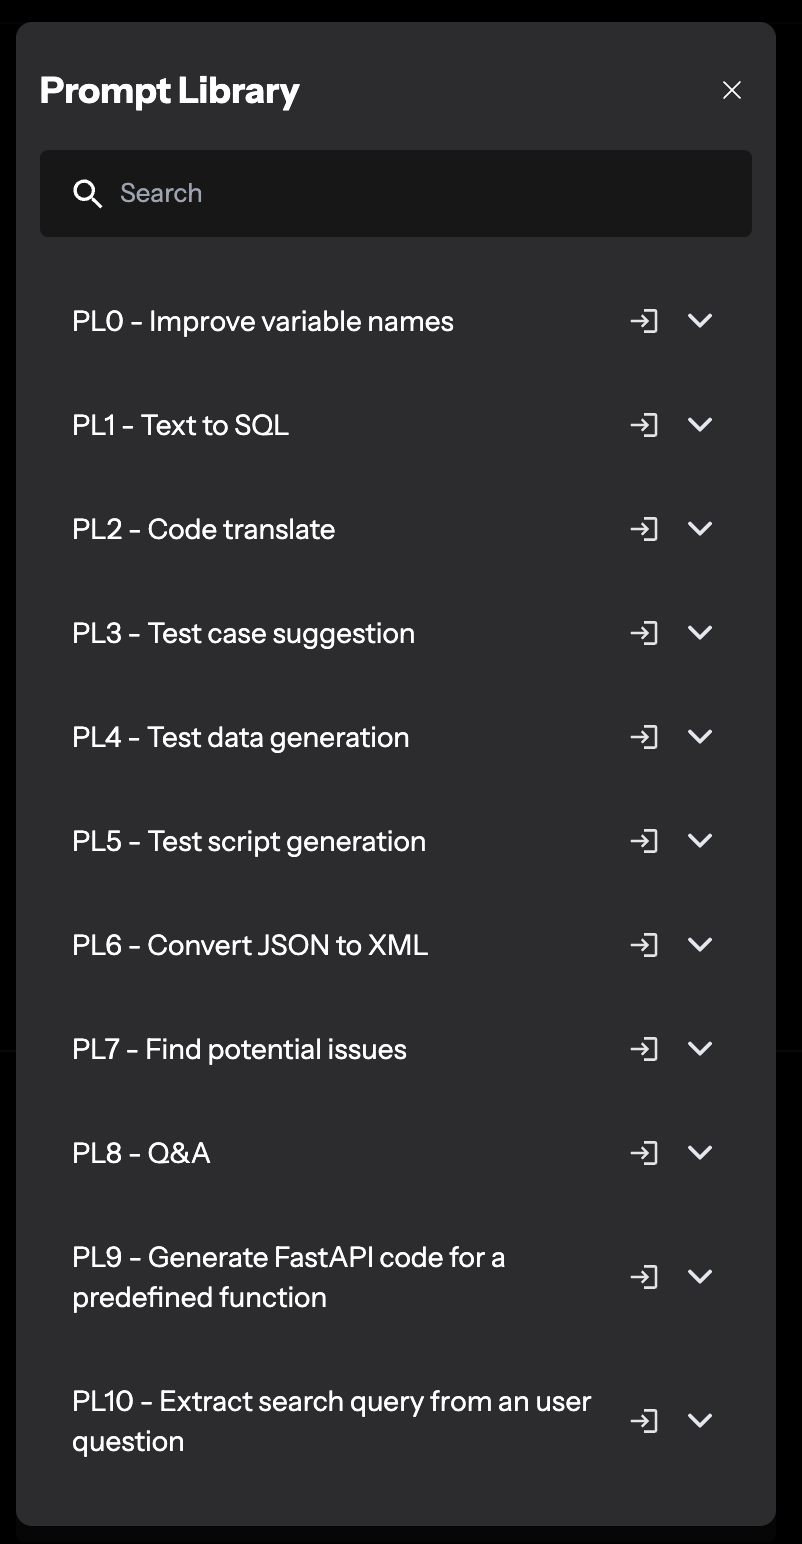 Prompt Library
Search
PL0 - Improve variable names
PL1 - Text to SQL
PL2 - Code translate
PL3 - Test case suggestion
PL4 - Test data generation
PL5 - Test script generation
PL6 - Convert JSON to XML
PL7 - Find potential issues
PL8 - Q&A
PL9 - Generate FastAPI code for a
predefined function
PL10 - Extract search query from an user
question